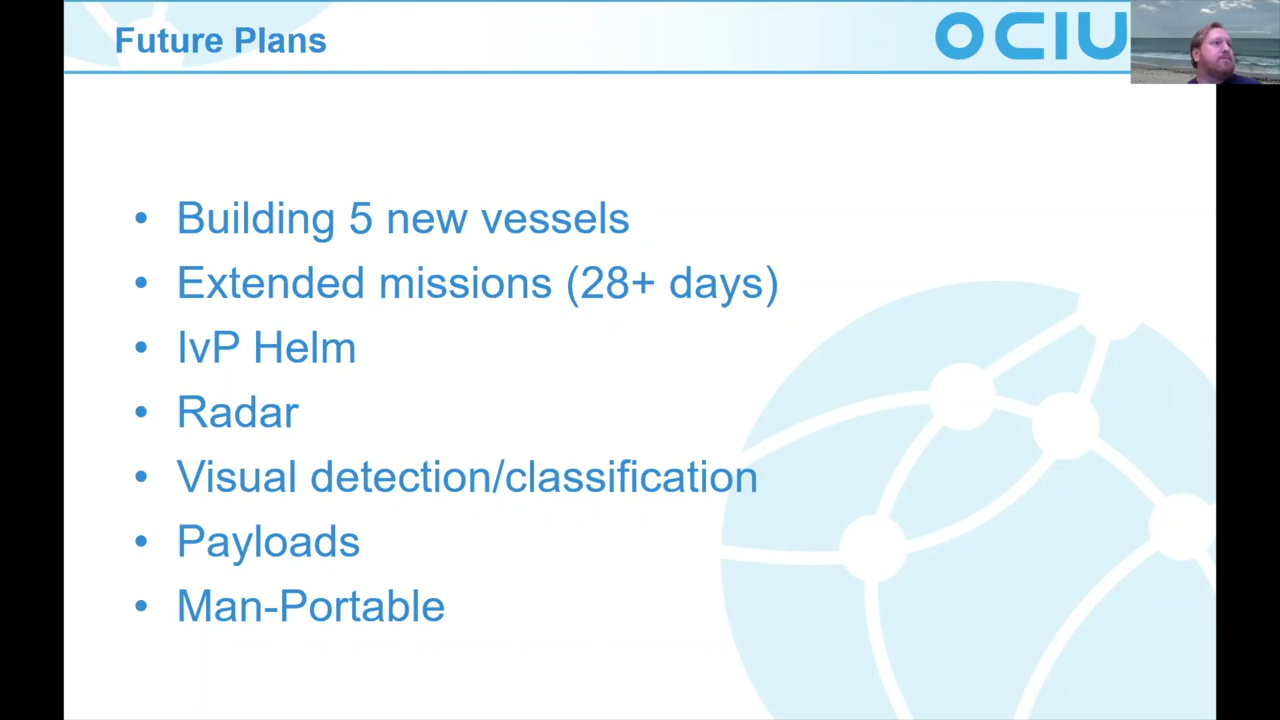 Future Plans
OCIU
• Building 5 new vessels
• Extended missions (28+ days)
• IvP Helm
• Radar
• Visual detection/classification
• Payloads
• Man-Portable